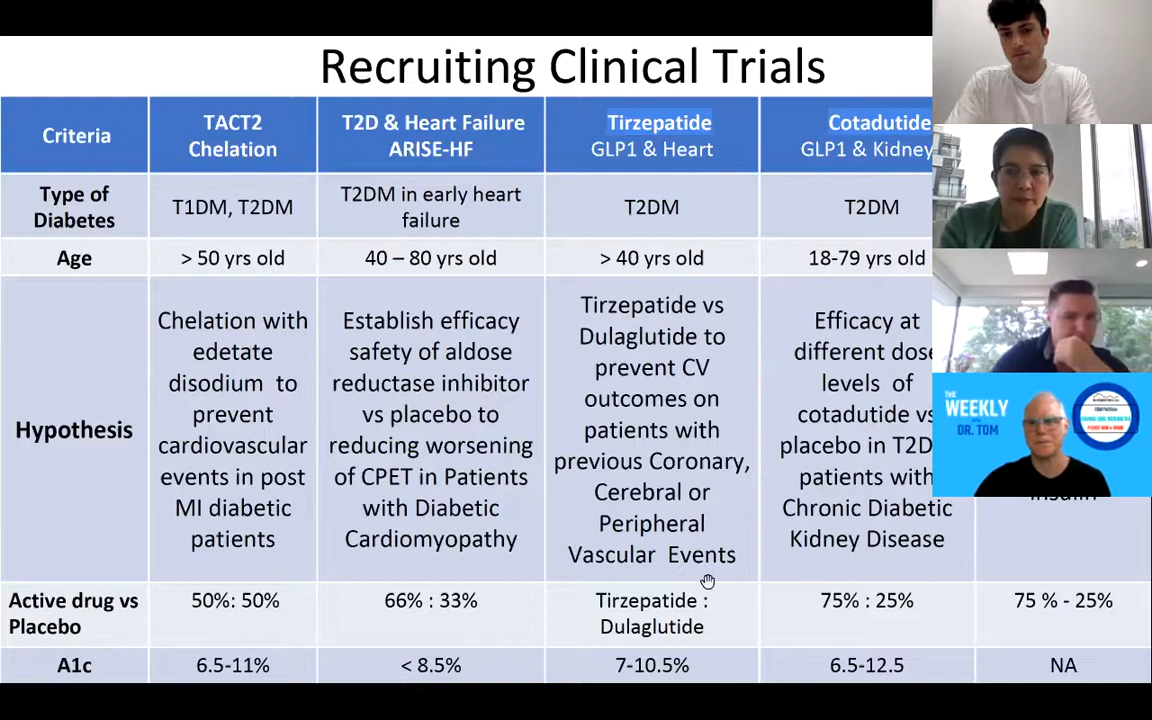 Recruiting Clinical Trials
Criteria
TACT2
Chelation
T2D & Heart Failure
ARISE-HF
Tirzepatide
GLP1 & Heart
Cotadutide
GLP1 & Kidney
Type of
Diabetes
T1DM, T2DM
T2DM in early heart
failure
T2DM
T2DM
Age
> 50 yrs old
40 – 80 yrs old
> 40 yrs old
18-79 yrs old
Hypothesis
Chelation with
edetate
disodium to
prevent
cardiovascular
events in post
MI diabetic
patients
Establish efficacy
safety of aldose
reductase inhibitor
vs placebo to
reducing worsening
of CPET in Patients
with Diabetic
Cardiomyopathy
Tirzepatide vs
Dulaglutide to
prevent CV
outcomes on
patients with
previous Coronary,
Cerebral or
Peripheral
Vascular Events
Efficacy at
different dose
levels of
cotadutide vs
placebo in T2D
patients with
Chronic Diabetic
Kidney Disease
Active drug vs
Placebo
50%: 50%
66% : 33%
Tirzepatide :
Dulaglutide
75% : 25%
75 % - 25%
A1c
6.5-11%
< 8.5%
7-10.5%
6.5-12.5
NA
THE
WEEKLY
WITH
DR. TOM